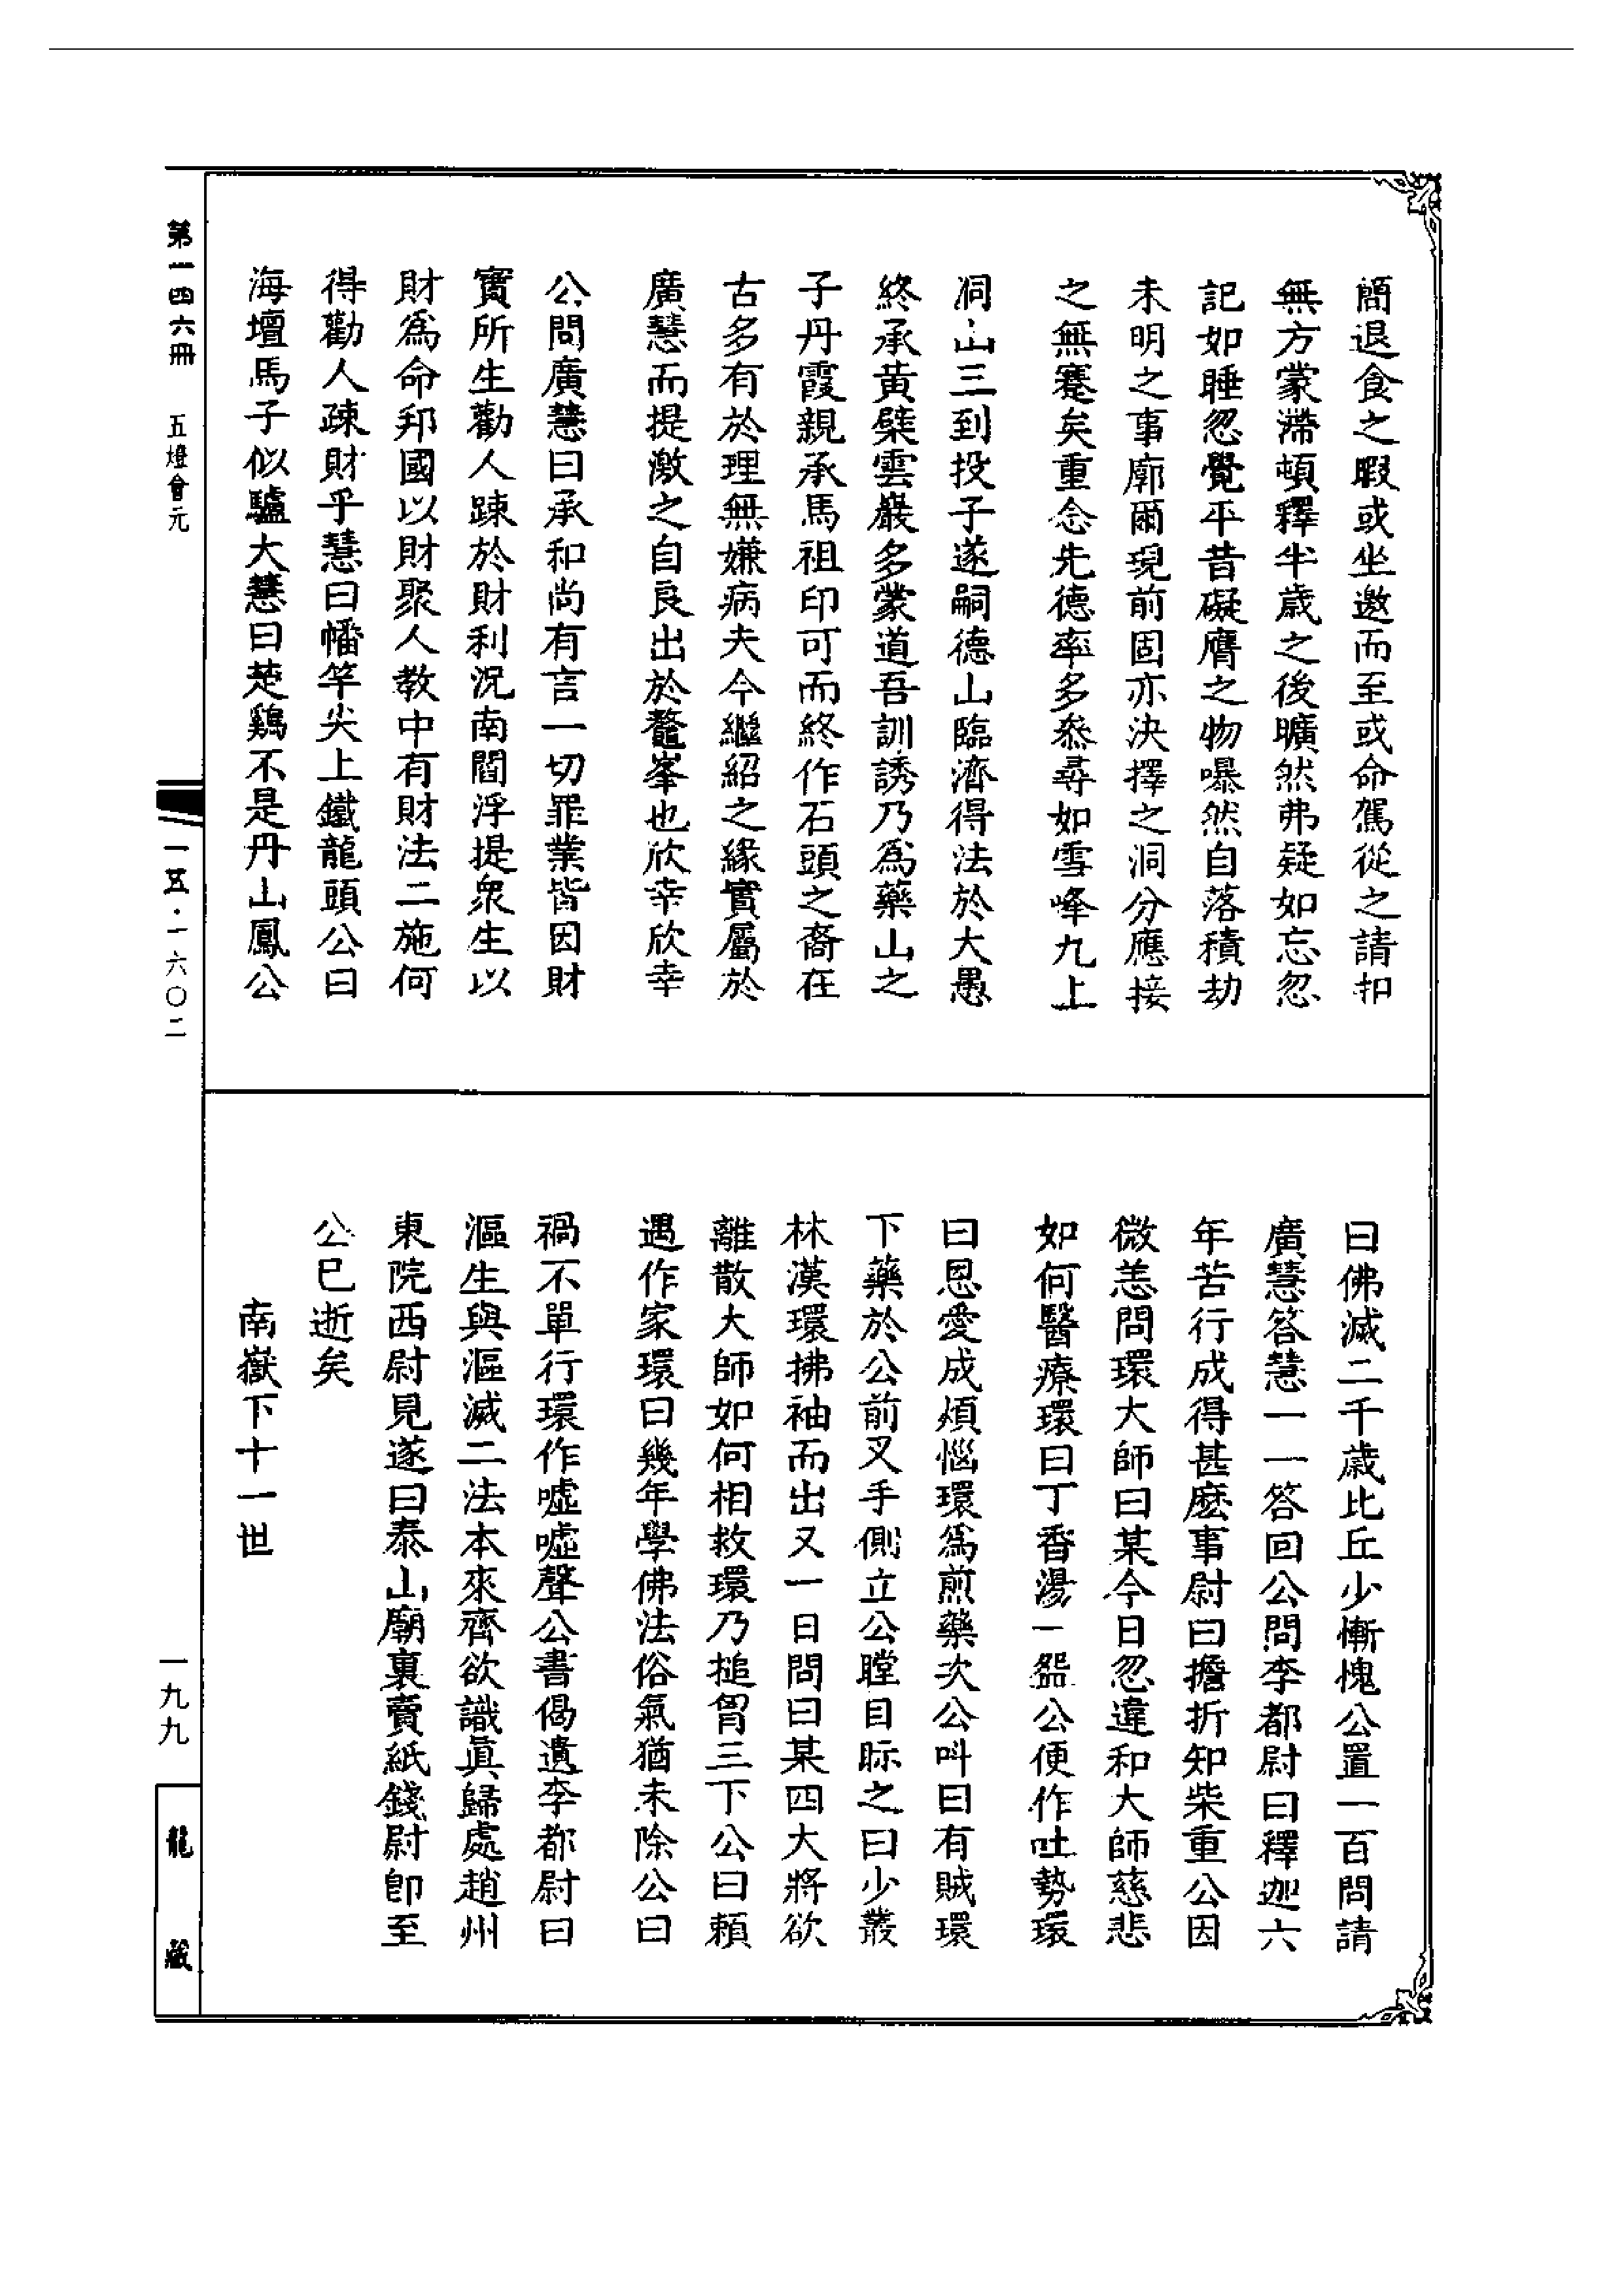 簡退食之暇或坐邀而至或命駕從之請扣
無方蒙滯頓釋半歲之後曠然弗疑如忘忽
記如睡忽覺平昔礙膺之物嚗然自落積劫
未明之事廓爾現前固亦決擇之洞分應接
之無蹇矣重念先德率多叅尋如雪峰九上
洞山三到投子遂嗣德山臨濟得法於大愚
終承黃檗雲巖多蒙道吾訓誘乃爲藥山之
子丹霞親承馬祖印可而終作石頭之裔在
古多有於理無嫌病夫今繼紹之緣實屬於
廣慧而提激之自良出於鼇峯也欣幸欣幸
公問廣慧曰承和尚有言一切罪業皆因財
寶所生勸人踈於財利況南閻浮提衆生以
財爲命邦國以財聚人教中有財法二施何
得勸人疎財乎慧曰幡竿尖上鐵龍頭公曰
海壇馬子似驢大慧曰楚鷄不是丹山鳳公
曰佛滅二千歲比丘少慚愧公置一百問請
廣慧答慧一一答回公問李都尉曰釋迦六
年苦行成得甚麽事尉曰擔折知柴重公因
微恙問環大師曰某今日忽違和大師慈悲
如何醫療環曰丁香湯一盌公便作吐勢環
曰恩愛成煩惱環爲煎藥次公呌曰有賊環
下藥於公前叉手側立公瞠目眎之曰少叢
林漢環拂袖而出又一日問曰某四大將欲
離散大師如何相救環乃槌胷三下公曰賴
遇作家環曰幾年學佛法俗氣猶未除公曰
禍不單行環作噓噓聲公書偈遺李都尉曰
漚生與漚滅二法本來齊欲識眞歸處趙州
東院西尉見遂曰泰山廟裏賣紙錢尉卽至
公巳逝矣
南嶽下十一世
第一四六冊 五燈會元
一五·一六〇二
一九九
龍藏